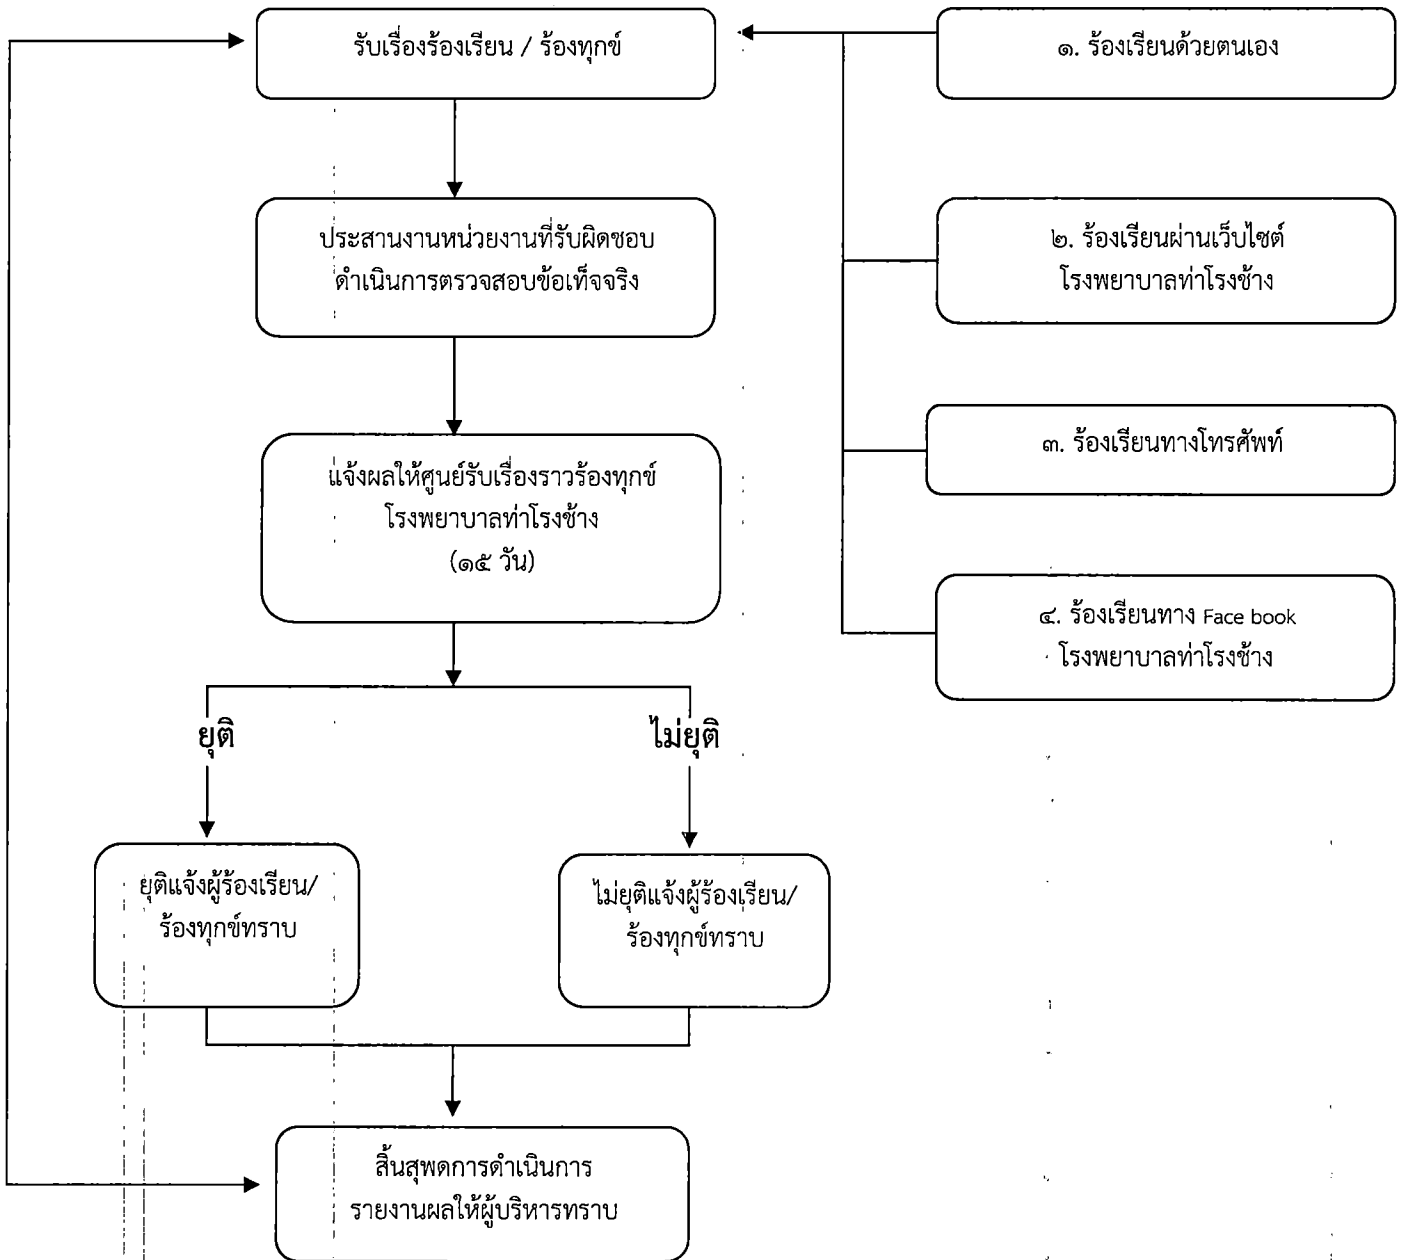 รับเรื่องร้องเรียน / ร้องทุกข์
๑. ร้องเรียนด้วยตนเอง
ประสานงานหน่วยงานที่รับผิดชอบ
ดำเนินการตรวจสอบข้อเท็จจริง
๒. ร้องเรียนผ่านเว็บไซต์
โรงพยาบาลท่าโรงช้าง
๓. ร้องเรียนทางโทรศัพท์
แจ้งผลให้ศูนย์รับเรื่องราวร้องทุกข์
โรงพยาบาลท่าโรงช้าง
(๑๕ วัน)
๔. ร้องเรียนทาง Face book
โรงพยาบาลท่าโรงช้าง
ยุติ
ไม่ยุติ
ยุติแจ้งผู้ร้องเรียน/
ร้องทุกข์ทราบ
ไม่ยุติแจ้งผู้ร้องเรียน/
ร้องทุกข์ทราบ
สิ้นสุพดการดำเนินการ
รายงานผลให้ผู้บริหารทราบ